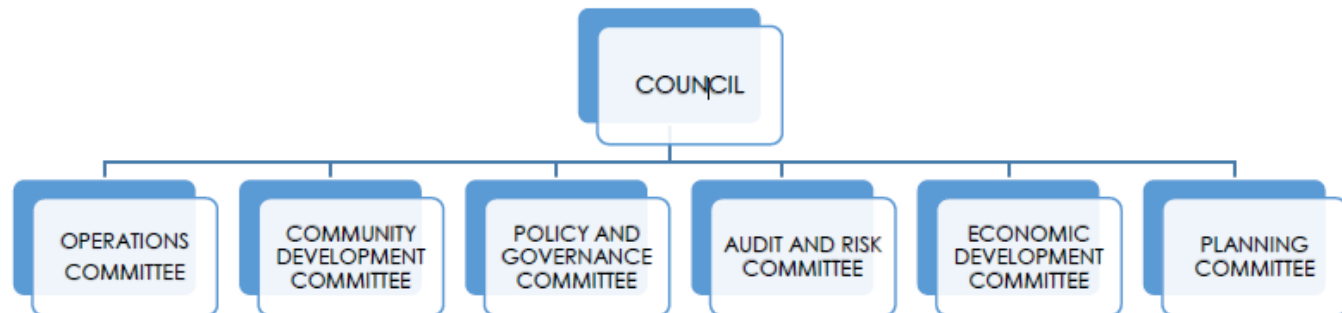 COUNCIL
OPERATIONS
COMMITTEE
COMMUNITY
DEVELOPMENT
COMMITTEE
POLICY AND
GOVERNANCE
COMMITTEE
AUDIT AND RISK
COMMITTEE
ECONOMIC
DEVELOPMENT
COMMITTEE
PLANNING
COMMITTEE